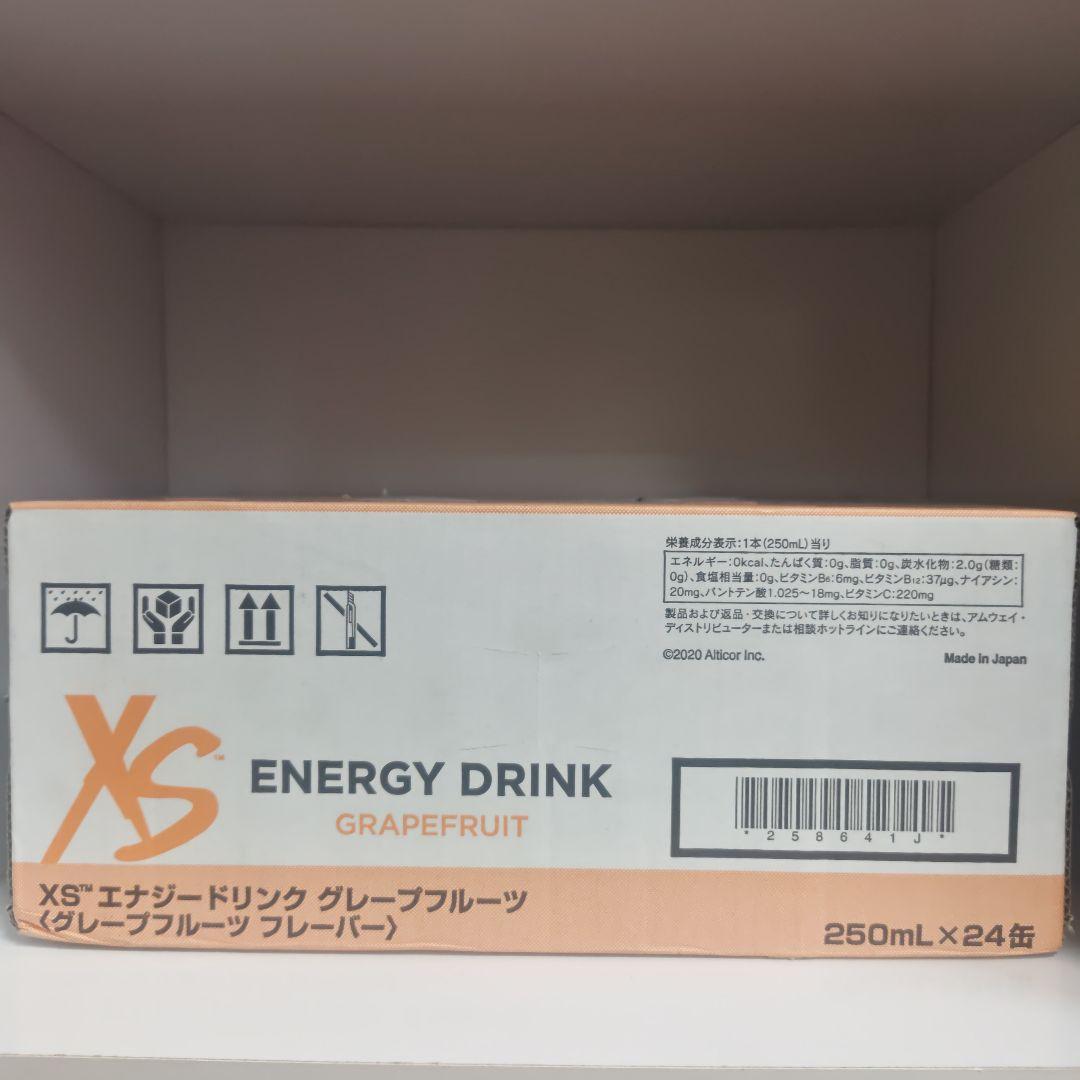 栄養成分表示:1本(250mL)当り
エネルギー:0kcal、たんぱく質:0g、脂質:0g、炭水化物:2.0g(糖類:
0g)、食塩相当量:0g、ビタミンB6:6mg、ビタミンB12:37μg、ナイアシン:
20mg、パントテン酸1.025〜18mg、ビタミンC:220mg
製品および返品・交換について詳しくお知りになりたいときは、アムウェイ・
ディストリビューターまたは相談ホットラインにご連絡ください。
©2020 Alticor Inc.
Made in Japan
XS™
ENERGY DRINK
GRAPEFRUIT
*258641J*
XS™エナジードリンク グレープフルーツ
〈グレープフルーツ フレーバー〉
250mL×24缶